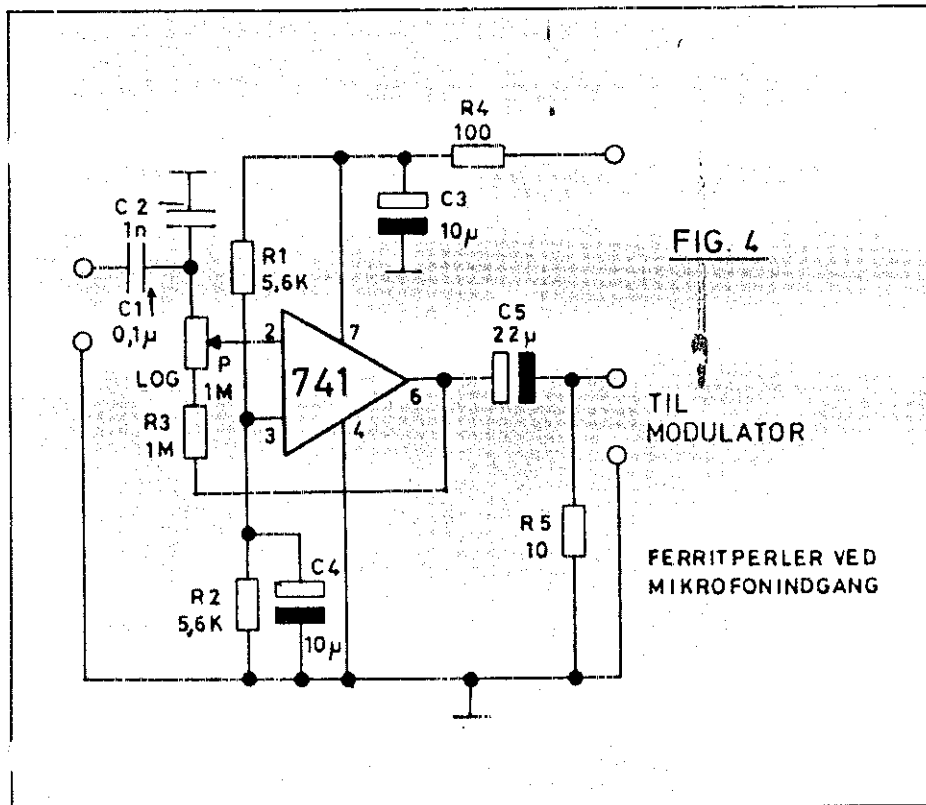 R4
100
C3
10µ
C2
1n
R1
5,6K
FIG. 4
C1
0,1µ
C5
22µ
2
7
P
LOG
1M
741
6
3
4
R3
1M
TIL
MODULATOR
R5
10
C4
10µ
R2
5,6K
FERRITPERLER VED
MIKROFONINDGANG